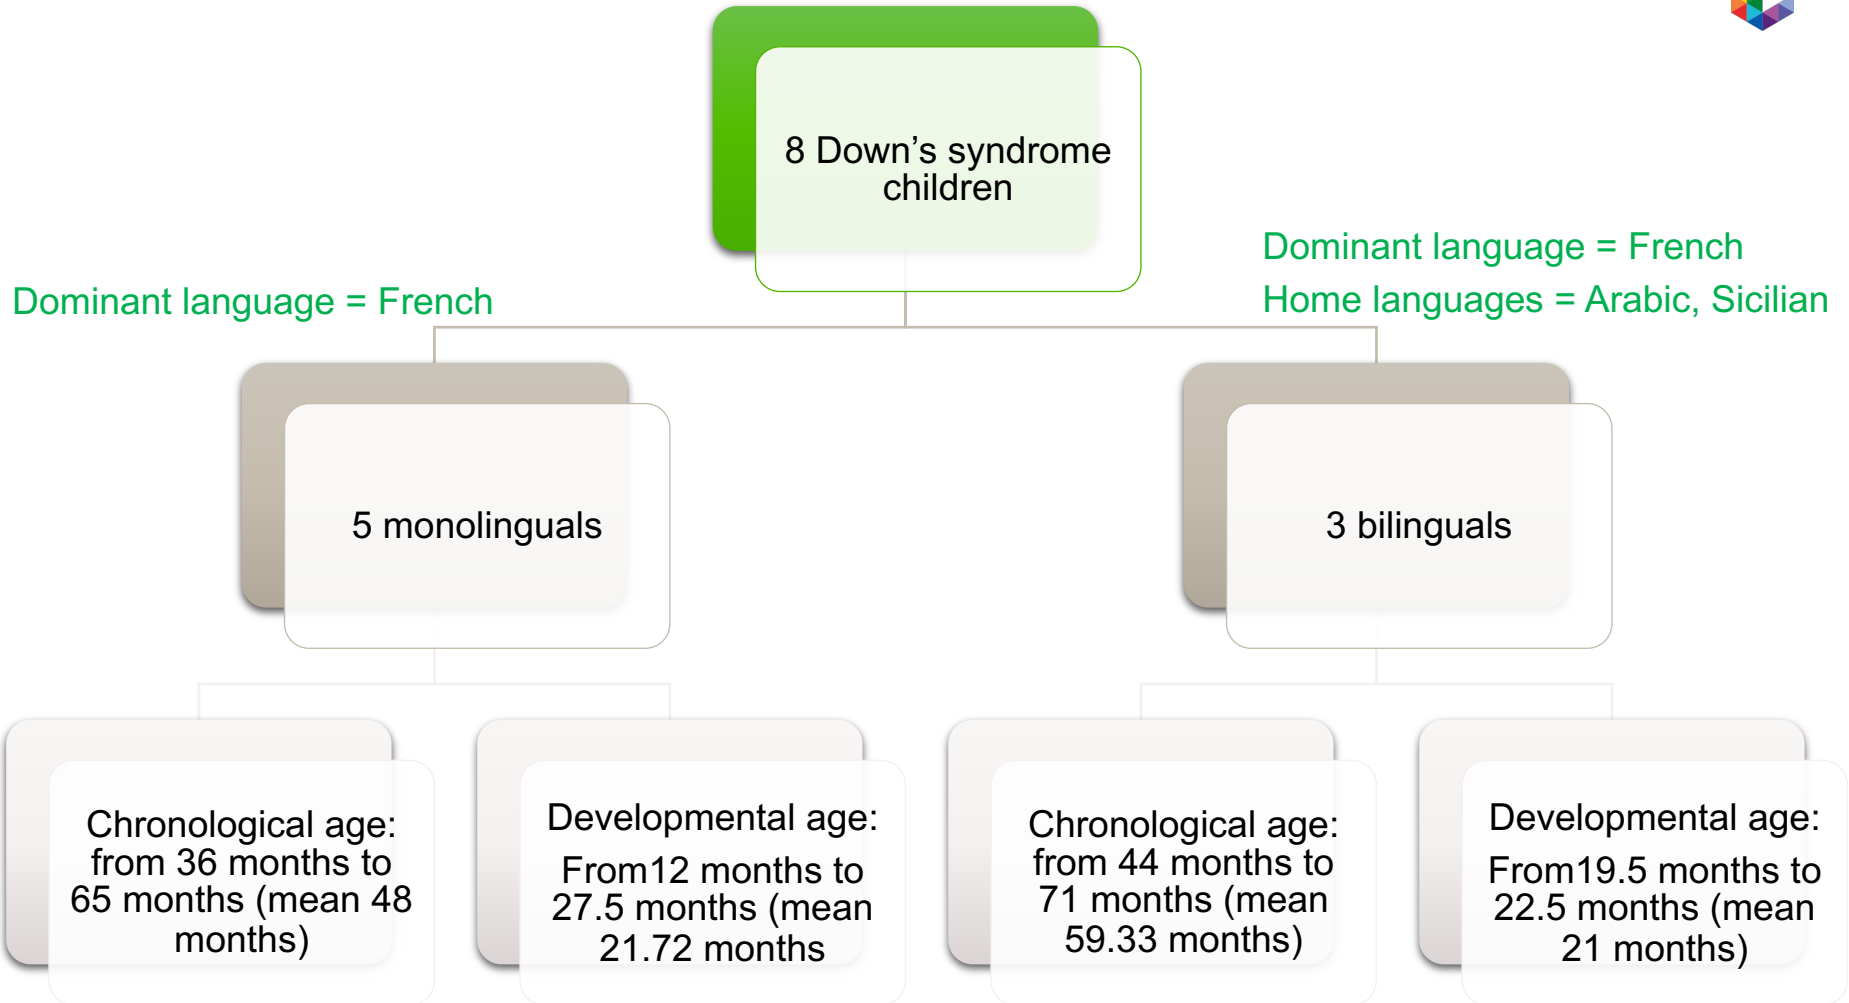 8 Down’s syndrome
children
Dominant language = French
Dominant language = French
Home languages = Arabic, Sicilian
5 monolinguals
3 bilinguals
Chronological age:
from 36 months to
65 months (mean 48
months)
Developmental age:
From12 months to
27.5 months (mean
21.72 months
Chronological age:
from 44 months to
71 months (mean
59.33 months)
Developmental age:
From19.5 months to
22.5 months (mean
21 months)